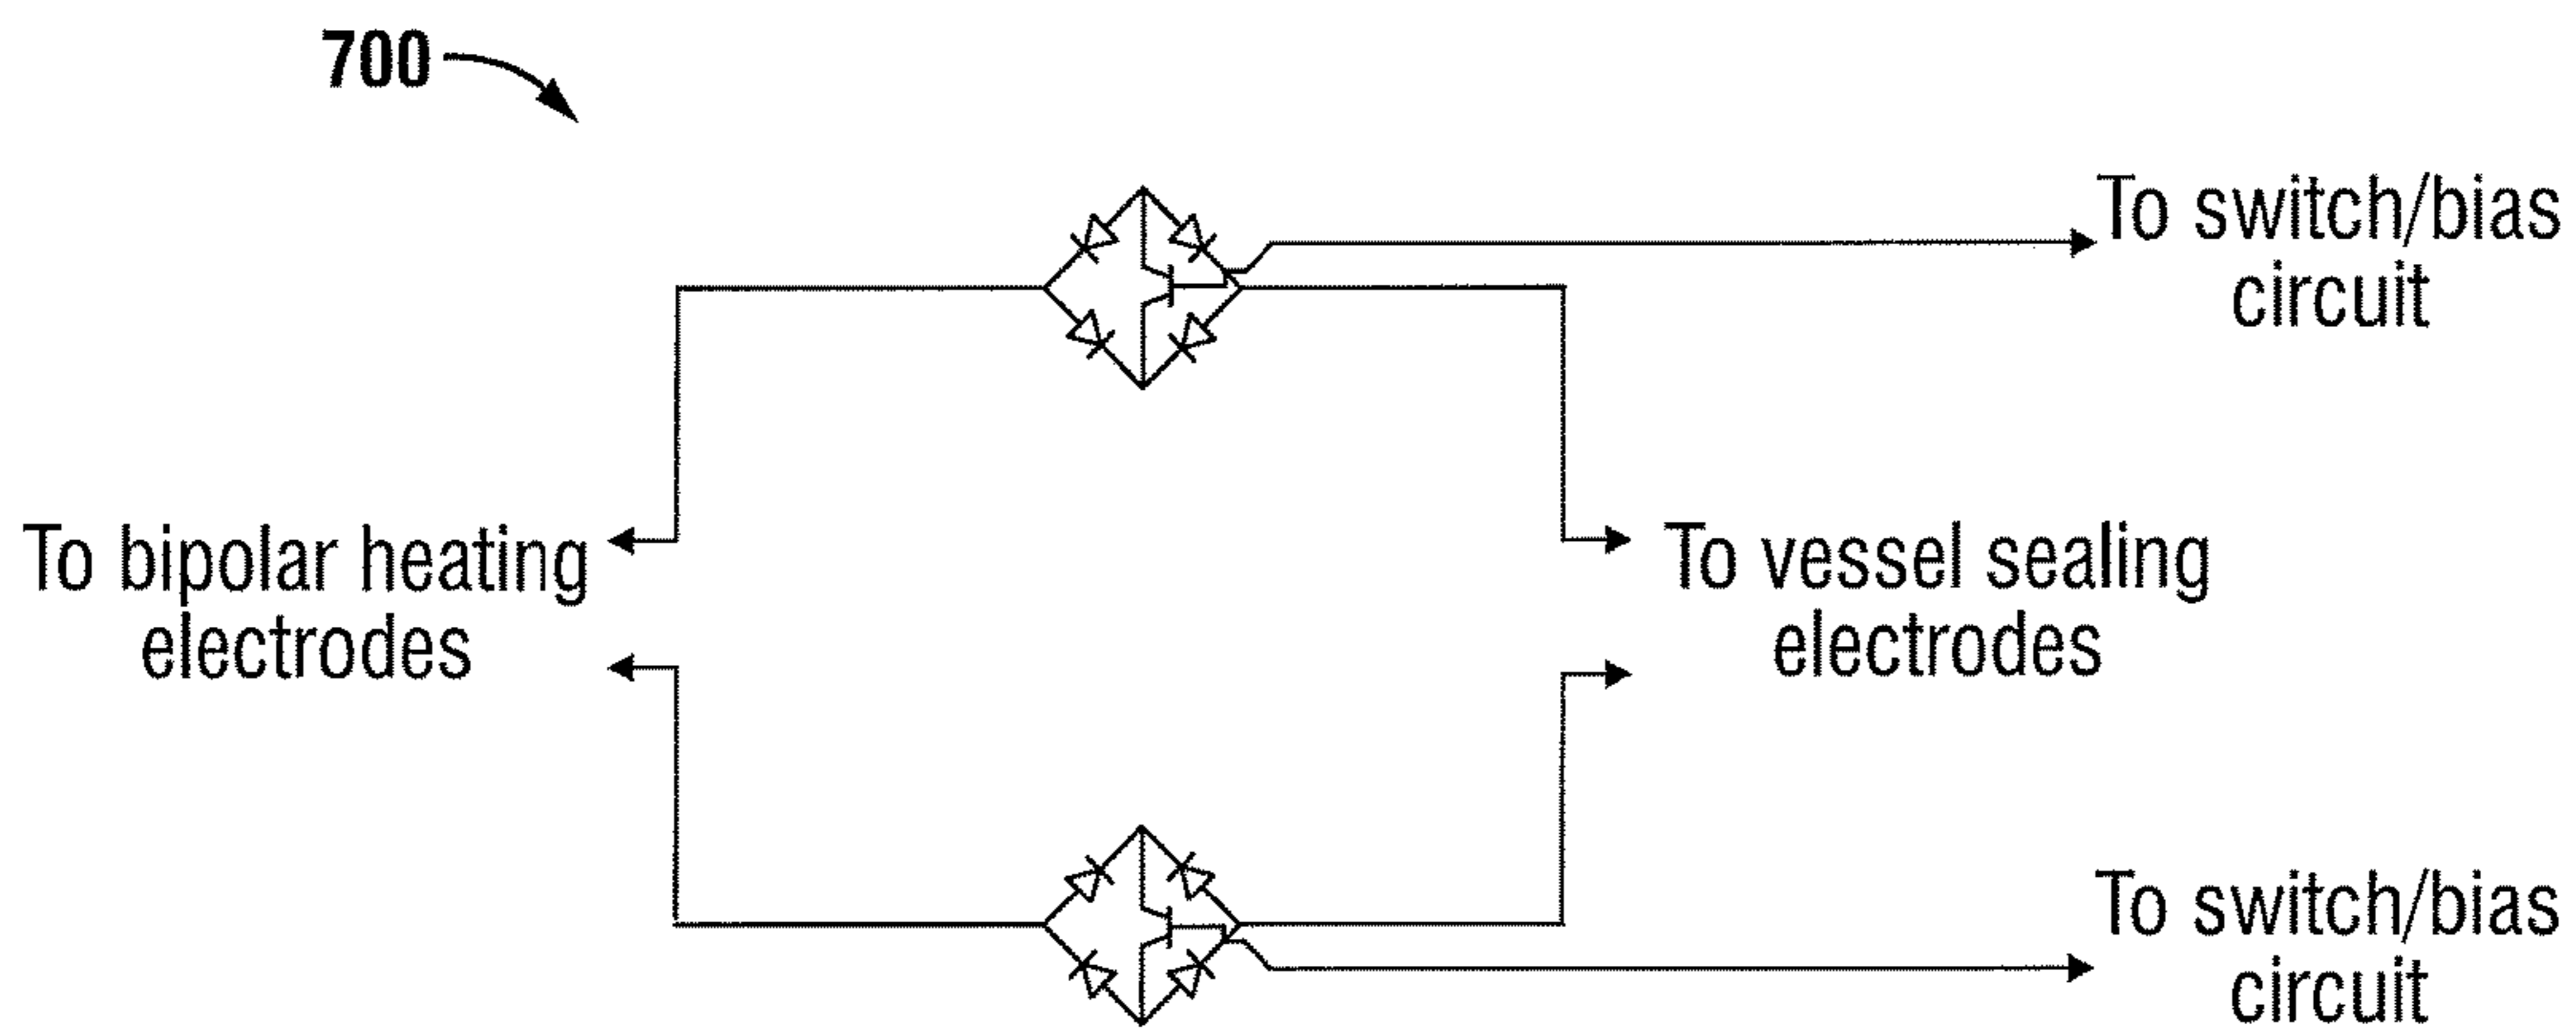 700
To switch/bias
circuit
To bipolar heating
electrodes
To vessel sealing
electrodes
To switch/bias
circuit